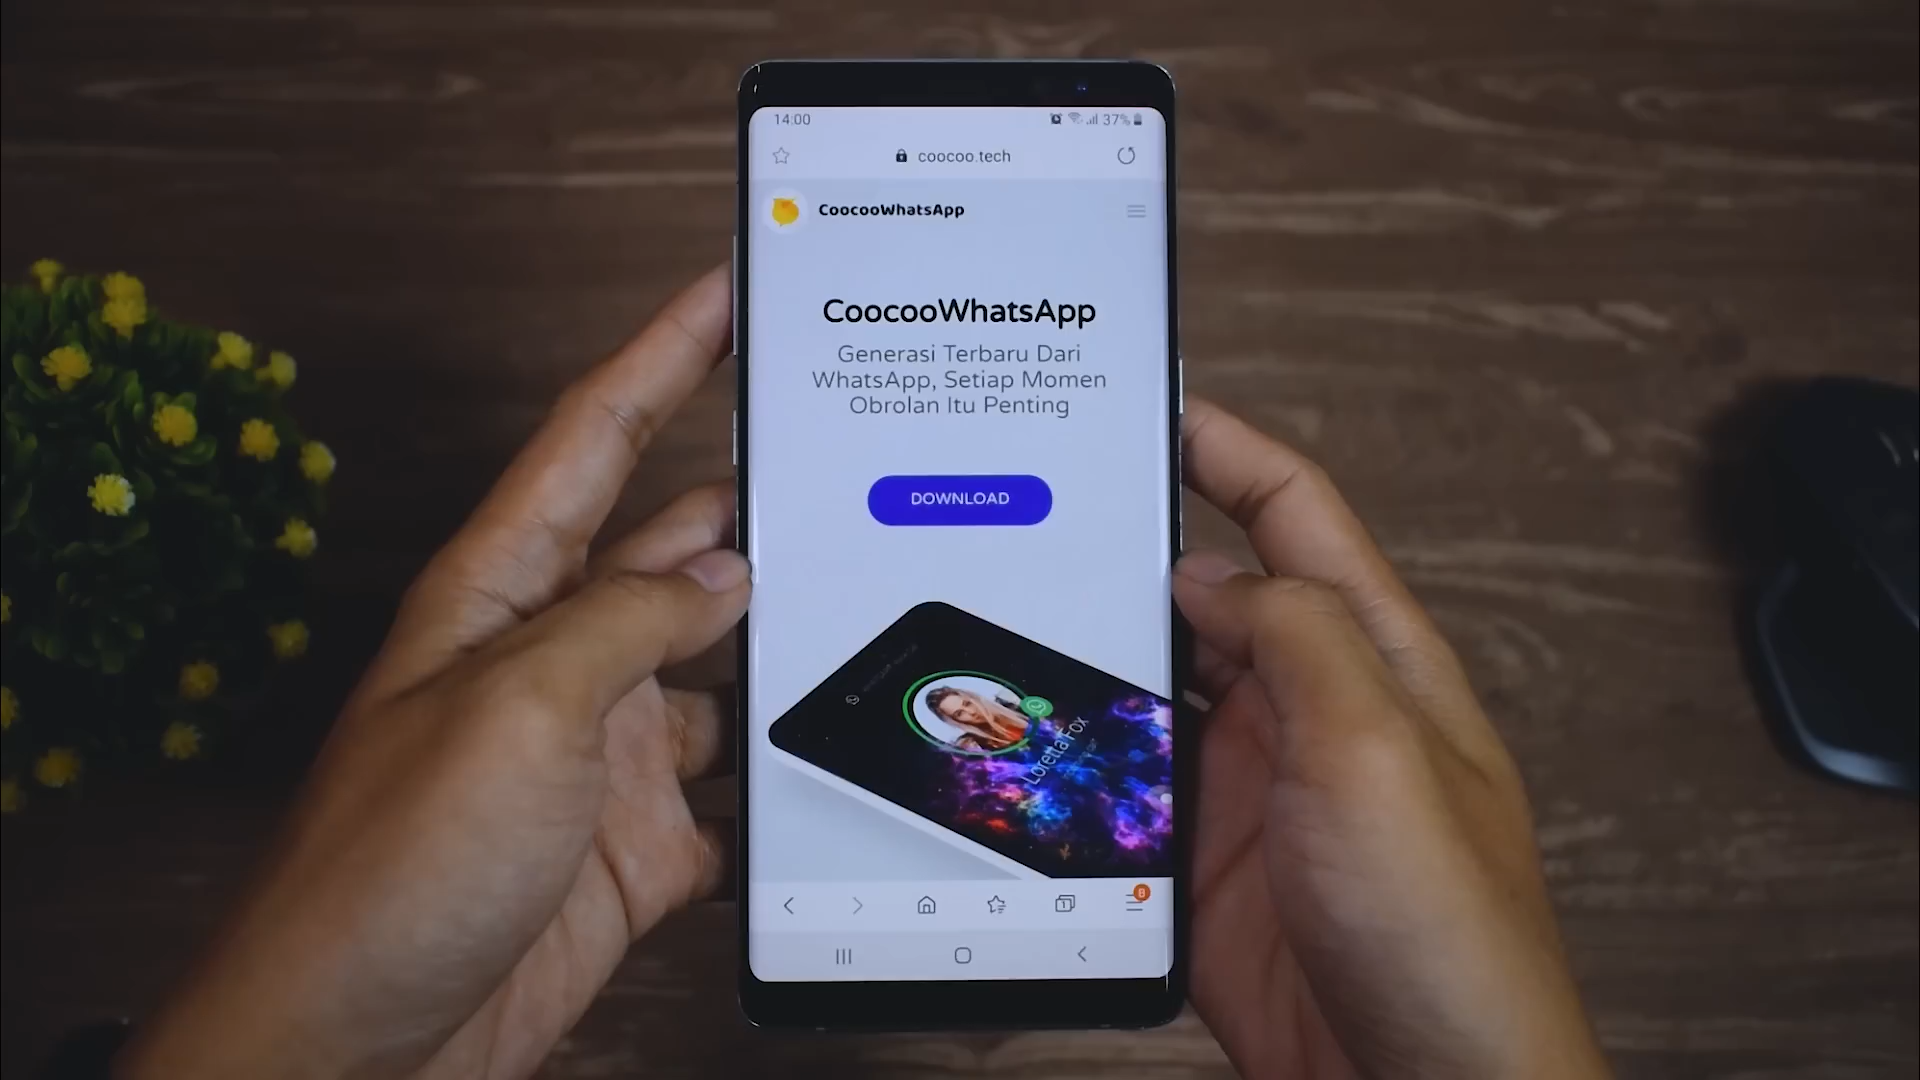 14:00
37%
coocoo.tech
CoocooWhatsApp
CoocooWhatsApp
Generasi Terbaru Dari
WhatsApp, Setiap Momen
Obrolan Itu Penting
DOWNLOAD
Loretta Fox
1
B